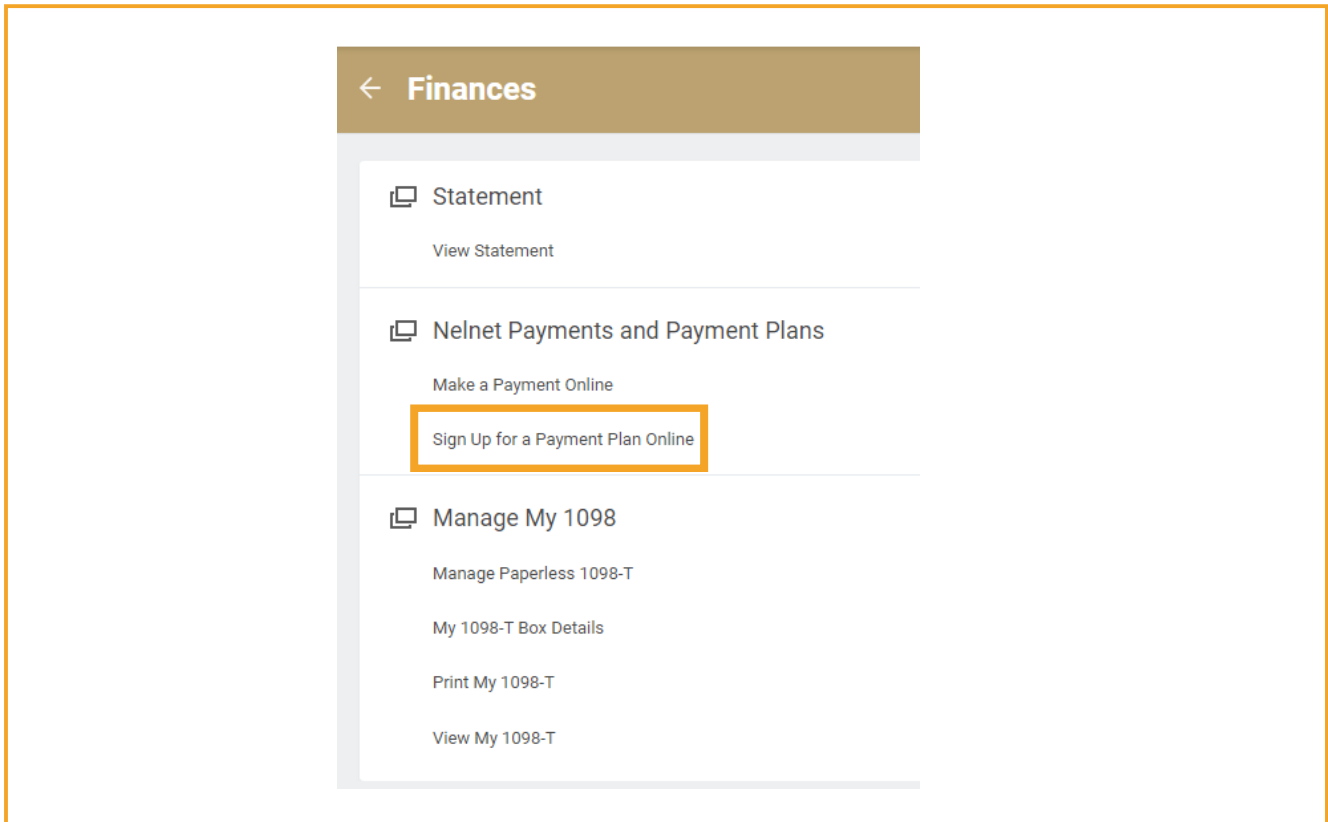 Finances
Statement
View Statement
Nelnet Payments and Payment Plans
Make a Payment Online
Sign Up for a Payment Plan Online
Manage My 1098
Manage Paperless 1098-T
My 1098-T Box Details
Print My 1098-T
View My 1098-T